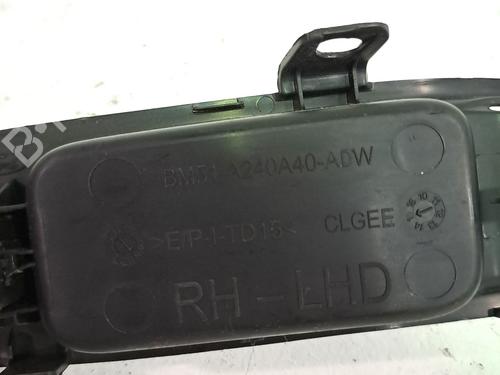 BM51-A240A40-ADW
>E/P-I-TD15< CLGEE
RH-LHD